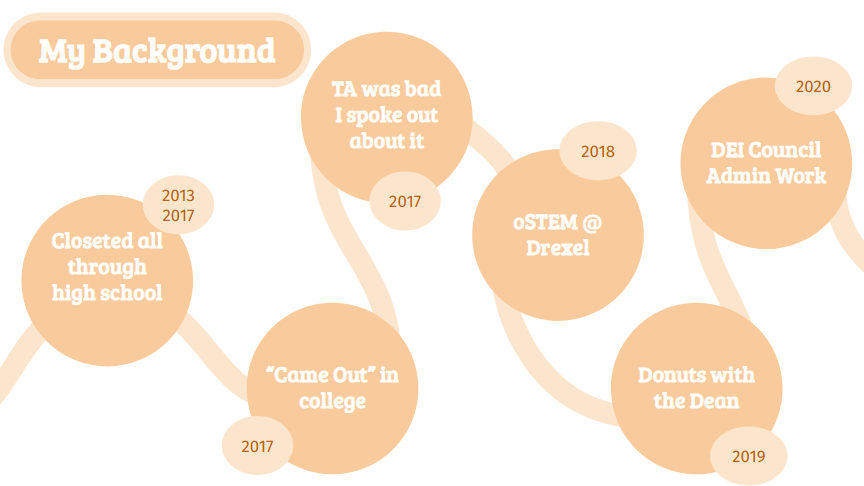 My Background
2013
2017
Closeted all
through
high school
“Came Out” in
college
2017
TA was bad
I spoke out
about it
2017
2018
oSTEM @
Drexel
Donuts with
the Dean
2019
2020
DEI Council
Admin Work